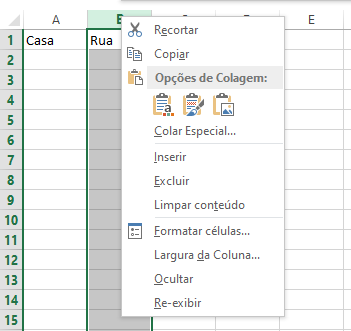 A B C D E
1 Casa Rua
2
3
4
5
6
7
8
9
10
11
12
13
14
15
Recortar
Copiar
Opções de Colagem:
Colar Especial...
Inserir
Excluir
Limpar conteúdo
Formatar células...
Largura da Coluna...
Ocultar
Re-exibir